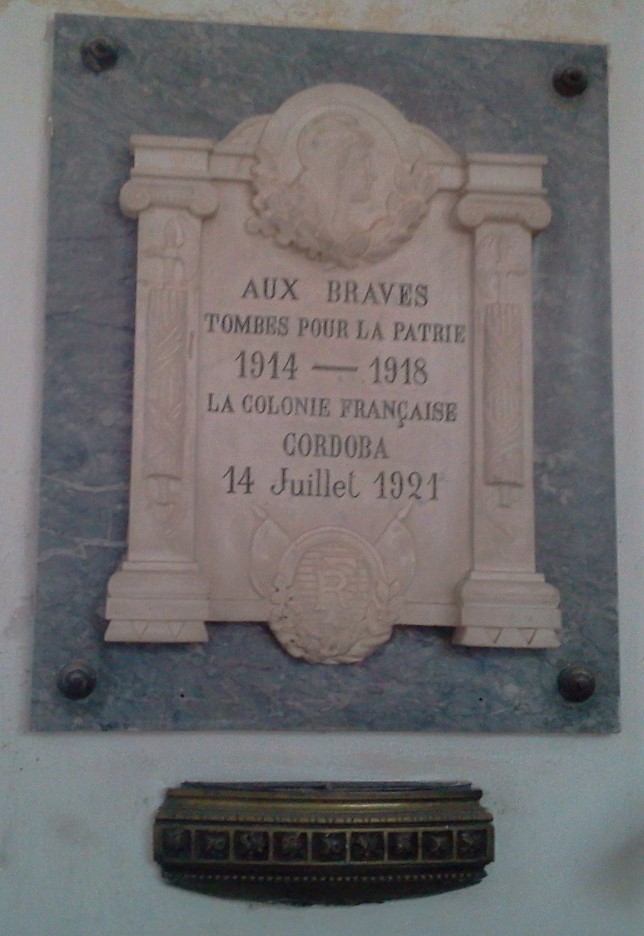 AUX BRAVES
TOMBES POUR LA PATRIE
1914 — 1918
LA COLONIE FRANÇAISE
CORDOBA
14 Juillet 1921
R